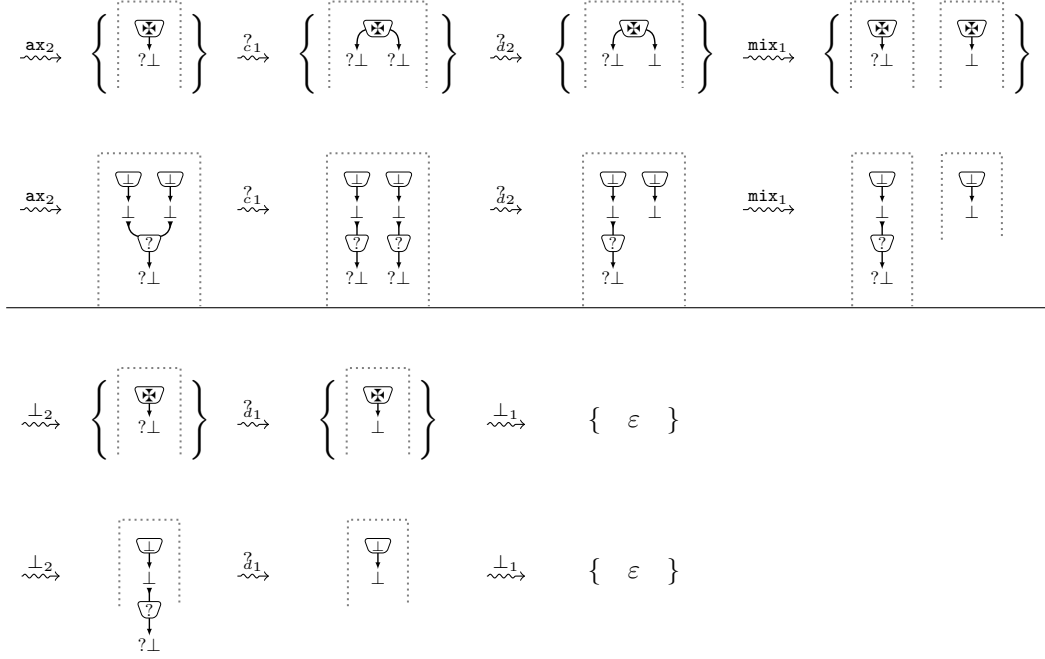 ax₂ { ✠ } ?c₁ { ✠ } ?d₂ { ✠ } mix₁ { ✠ ✠ }
?⊥ ?⊥ ?⊥ ?⊥ ⊥ ?⊥ ⊥
⊥ ⊥ ⊥ ⊥ ⊥ ⊥ ⊥ ⊥
ax₂ ⊥ ⊥ ?c₁ ⊥ ⊥ ?d₂ ⊥ ⊥ mix₁ ⊥ ⊥
? ? ? ? ?
?⊥ ?⊥ ?⊥ ?⊥ ?⊥
⊥₂ { ✠ } ?d₁ { ✠ } ⊥₁ { ε }
?⊥ ⊥
⊥ ⊥
⊥₂ ⊥ ?d₁ ⊥ ⊥₁ { ε }
?
?⊥